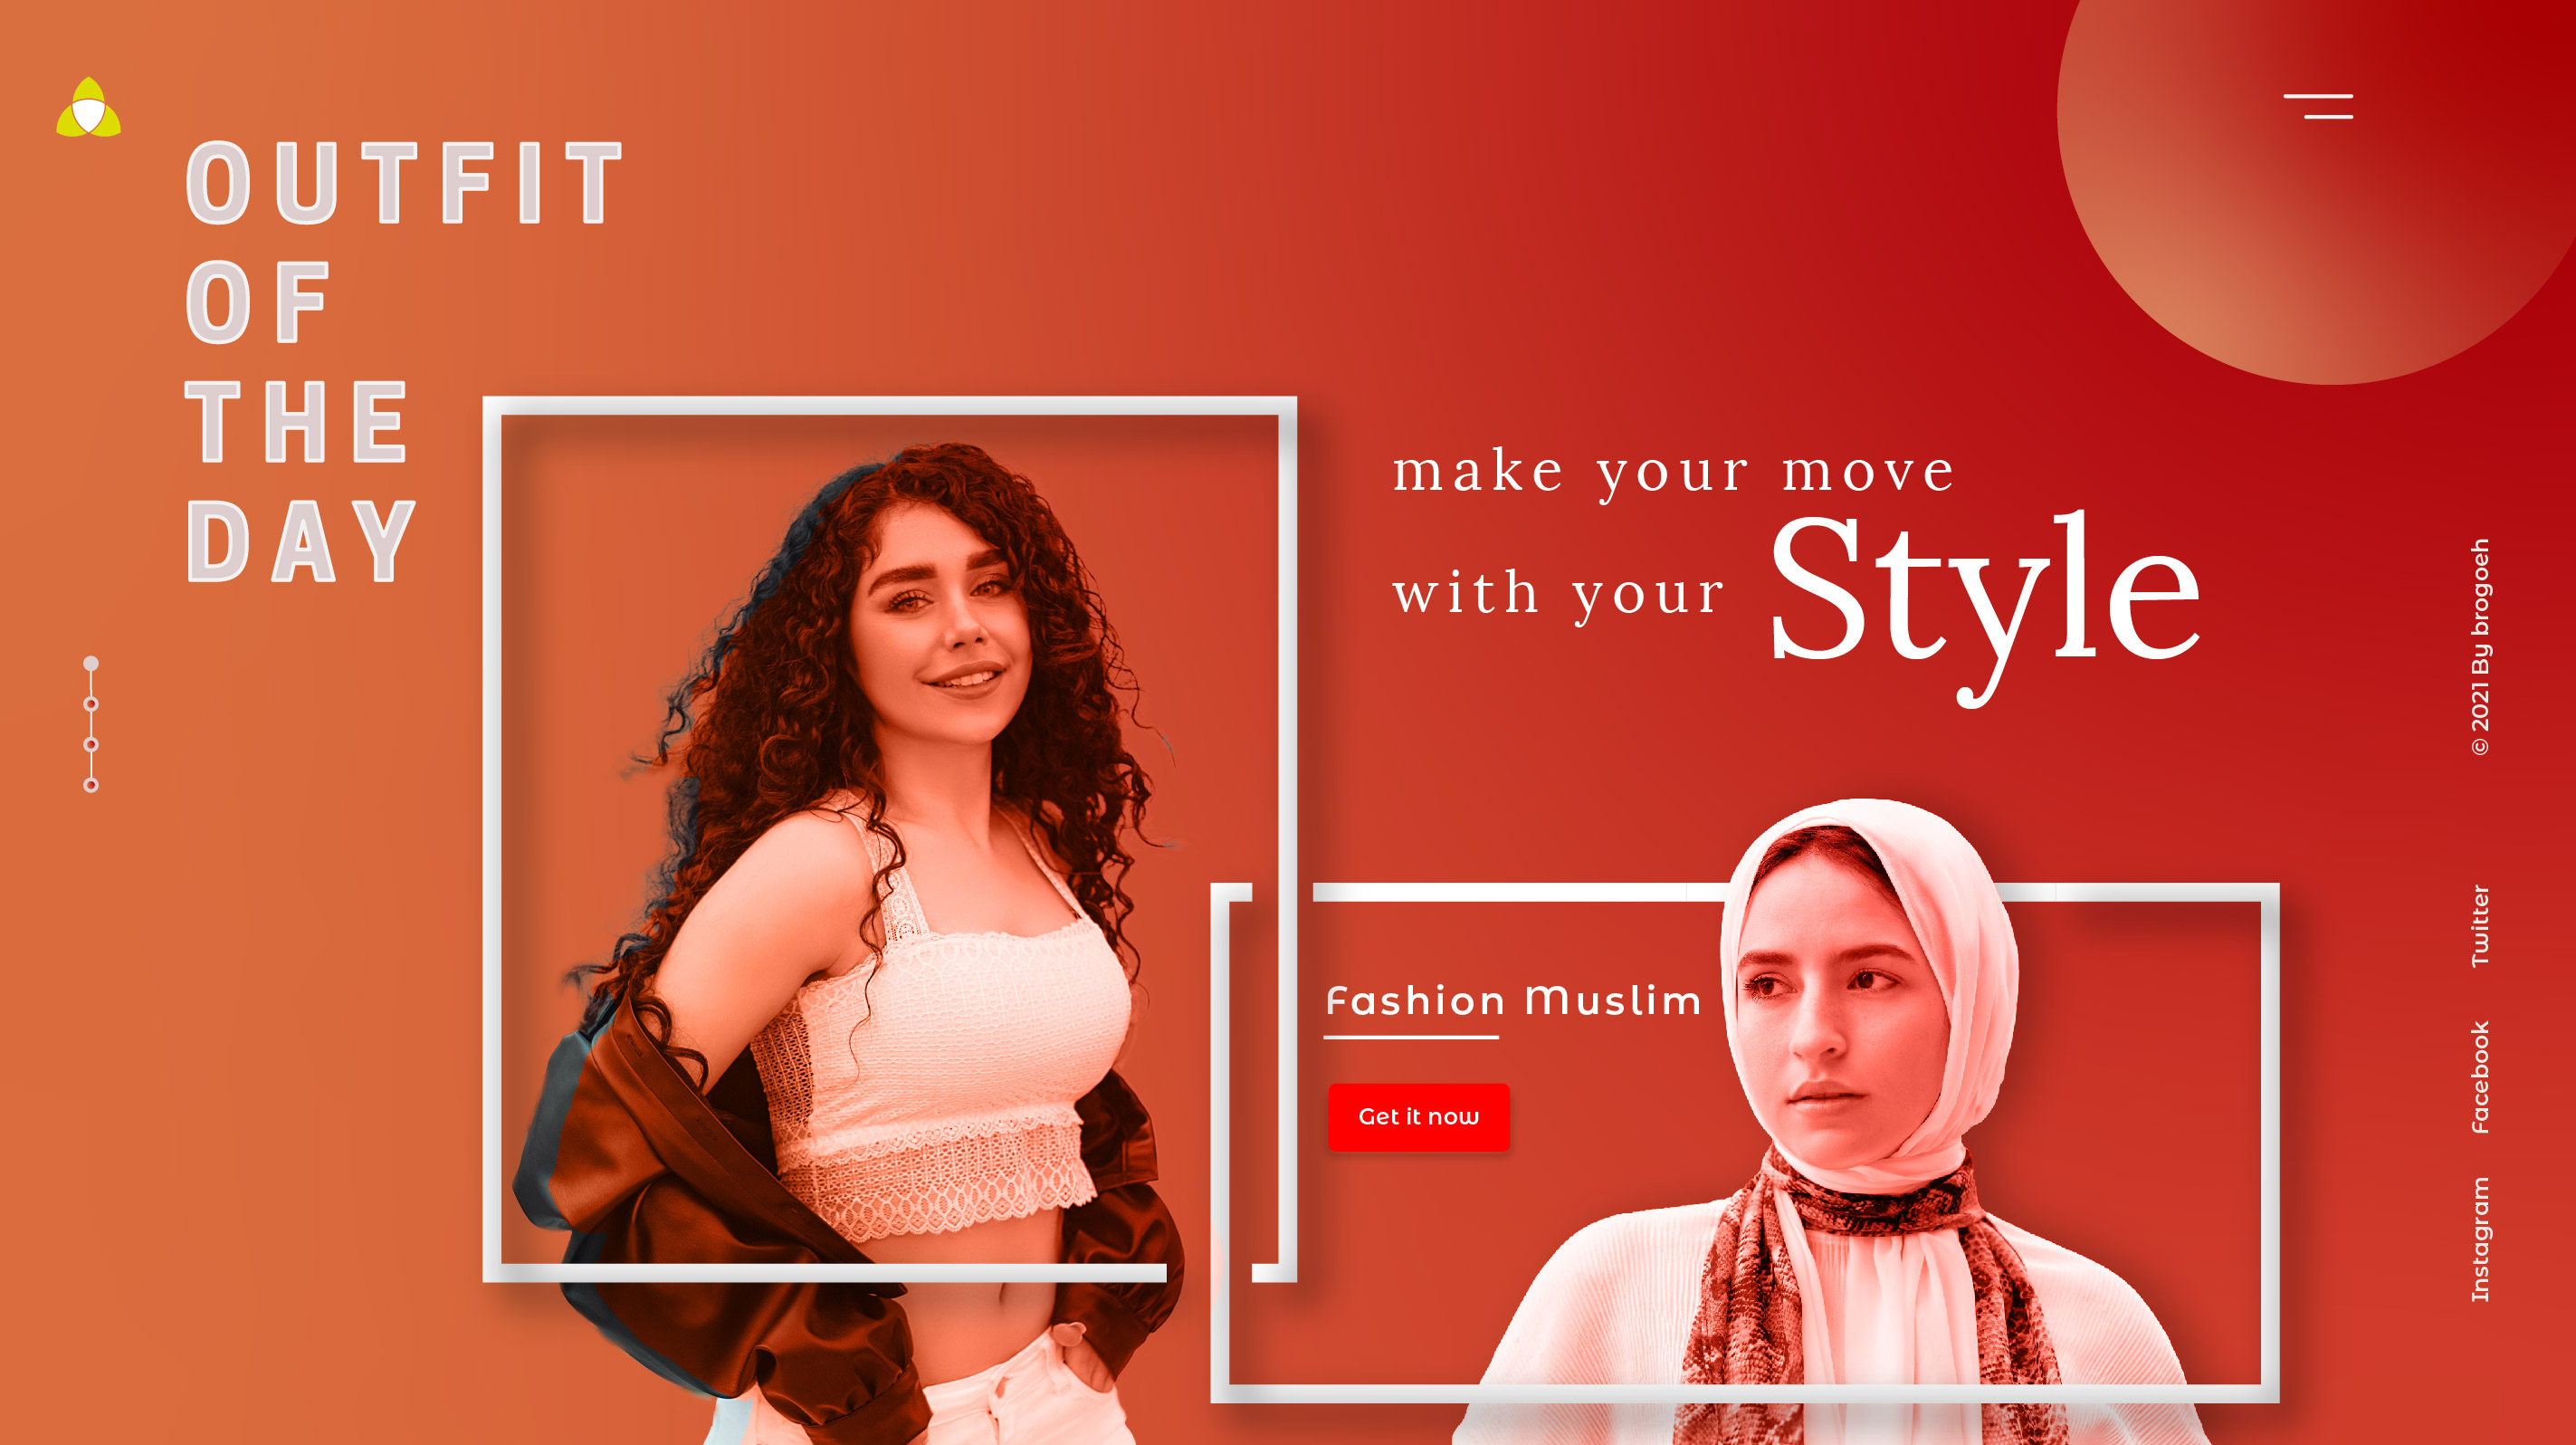 OUTFIT
OF
THE
DAY
make your move
with your Style
Fashion Muslim
Get it now
© 2021 By brogoeh
Twitter
Facebook
Instagram